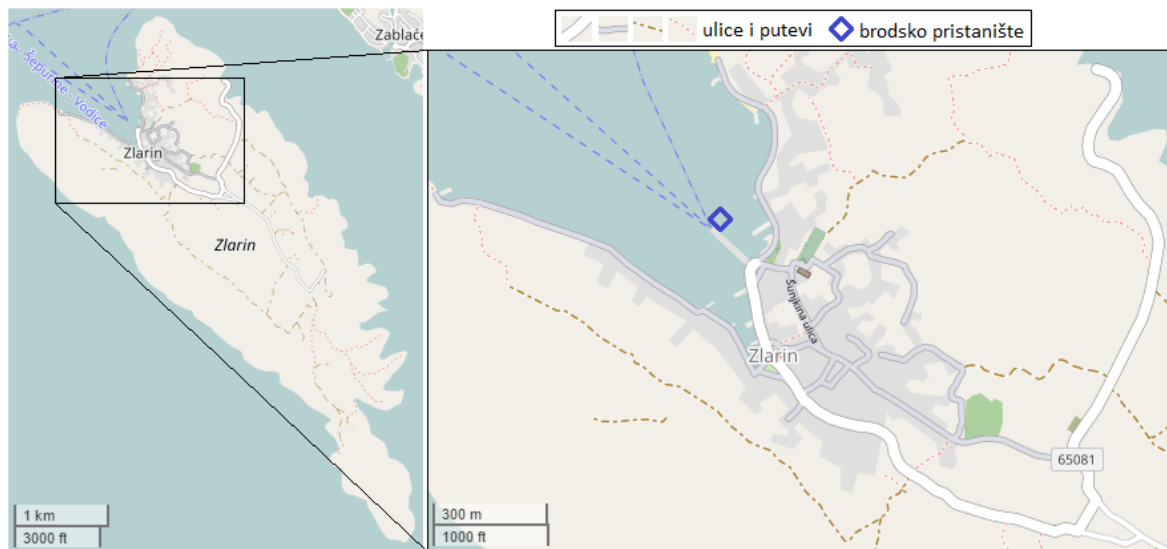 ulice i putevi brodsko pristanište
Zablaće
ka - Šepurine - Vodice
Zlarin
Zlarin
1 km
3000 ft
Šunjkina ulica
Zlarin
65081
300 m
1000 ft